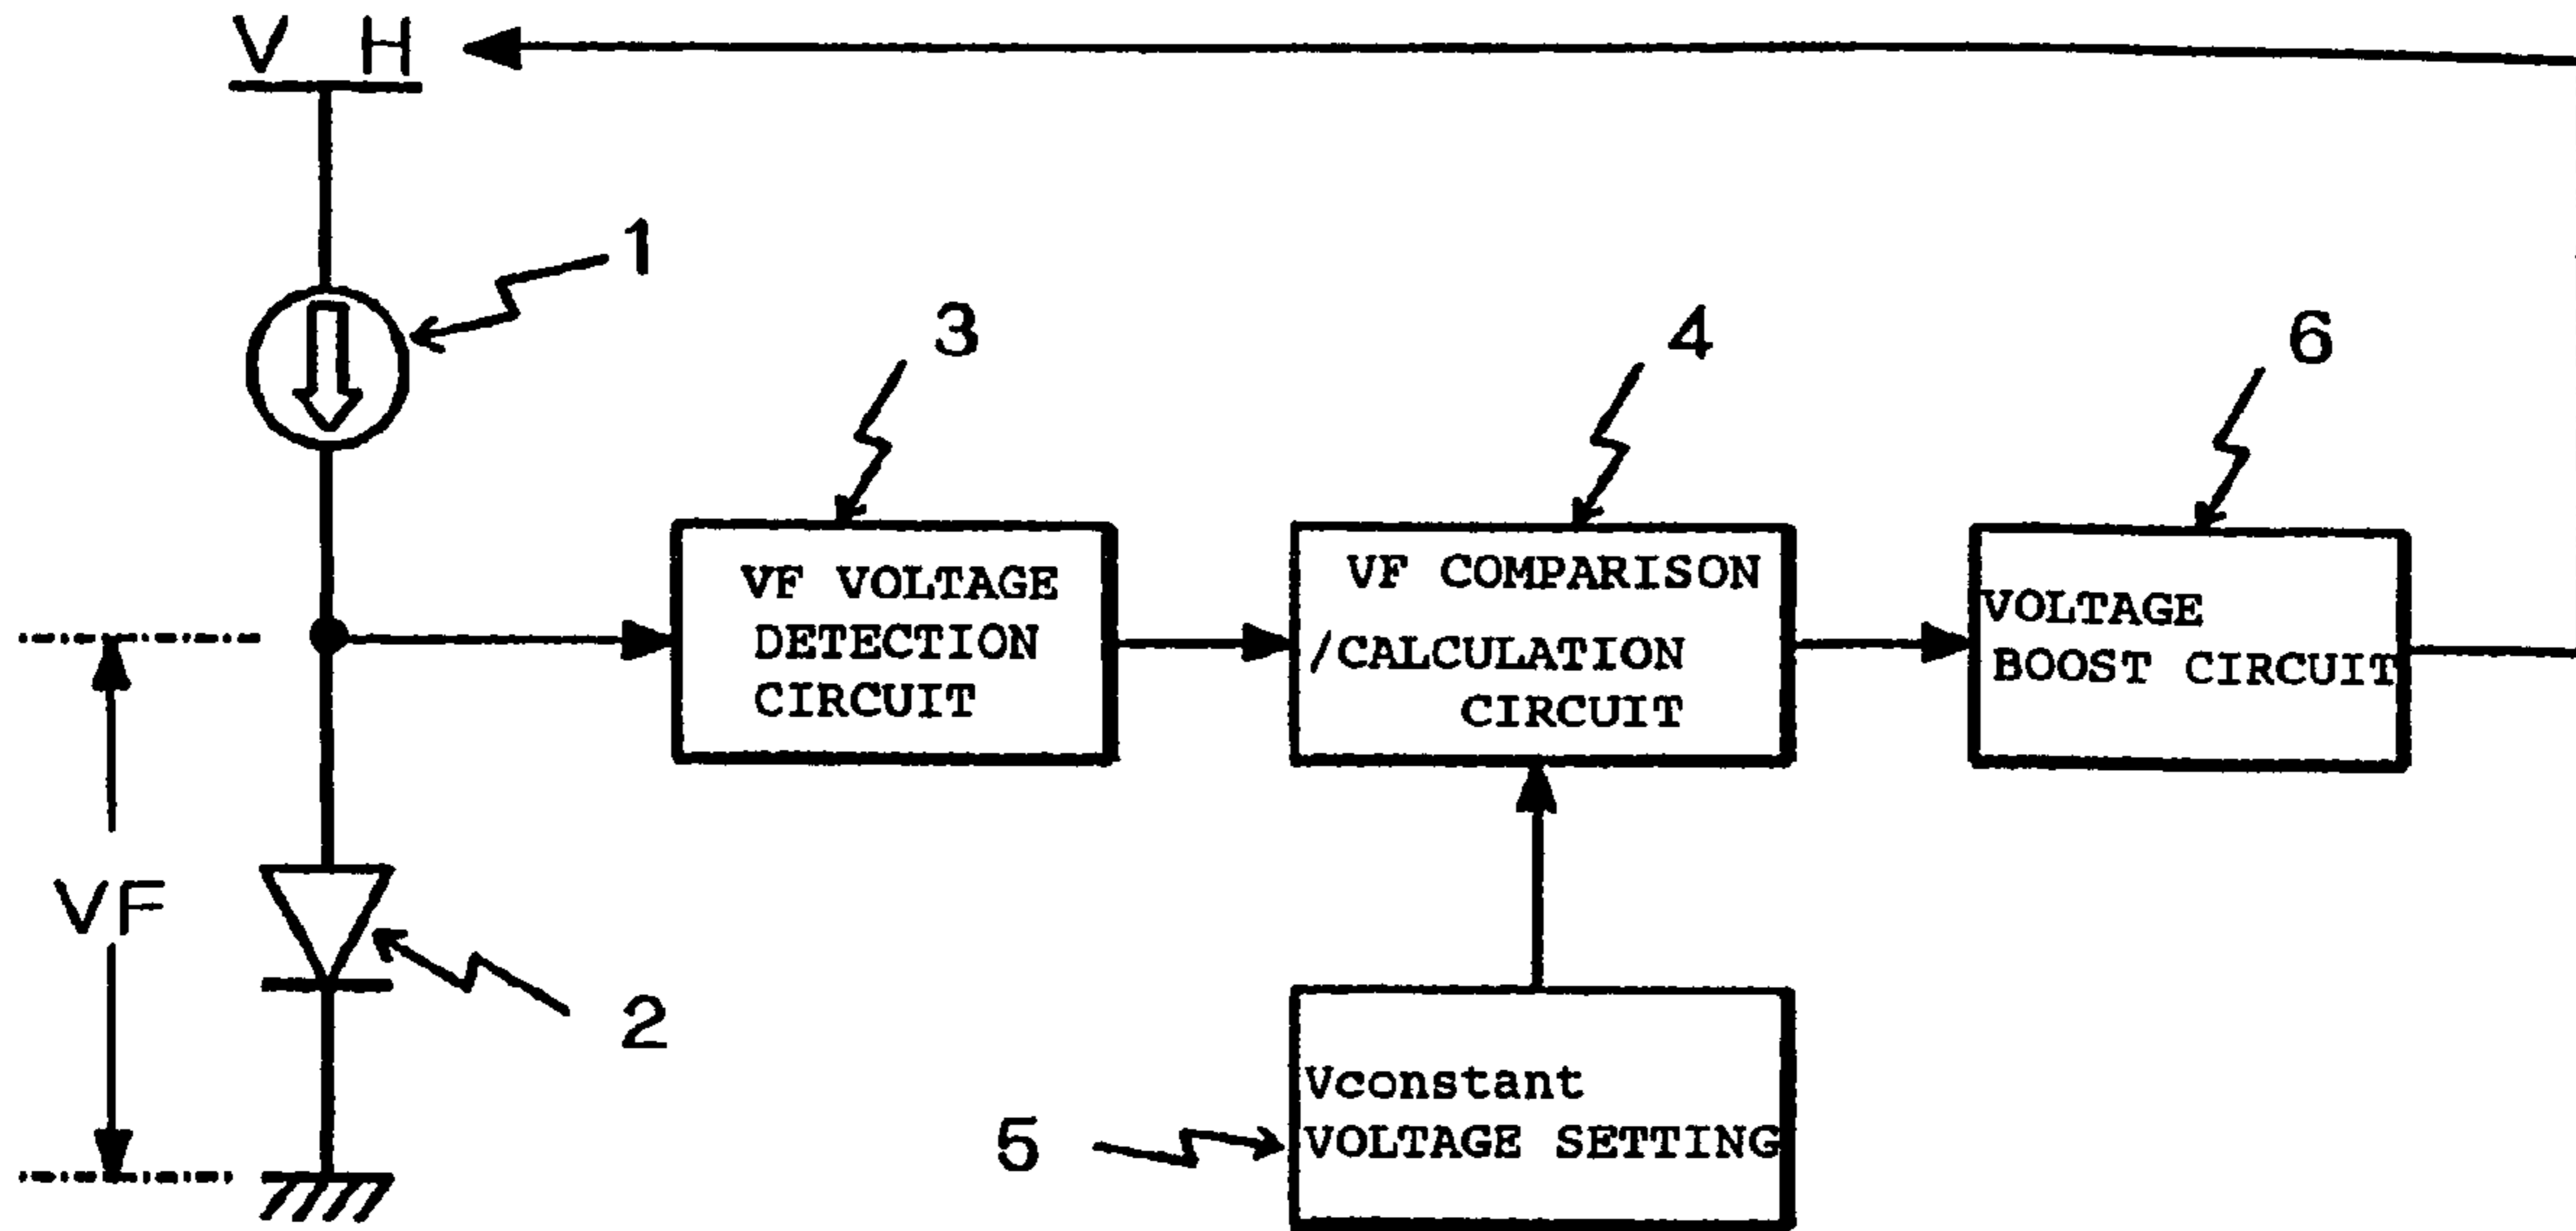 V H
1
3
4
6
VF VOLTAGE
DETECTION
CIRCUIT
VF COMPARISON
/CALCULATION
CIRCUIT
VOLTAGE
BOOST CIRCUIT
VF
2
5
Vconstant
VOLTAGE SETTING